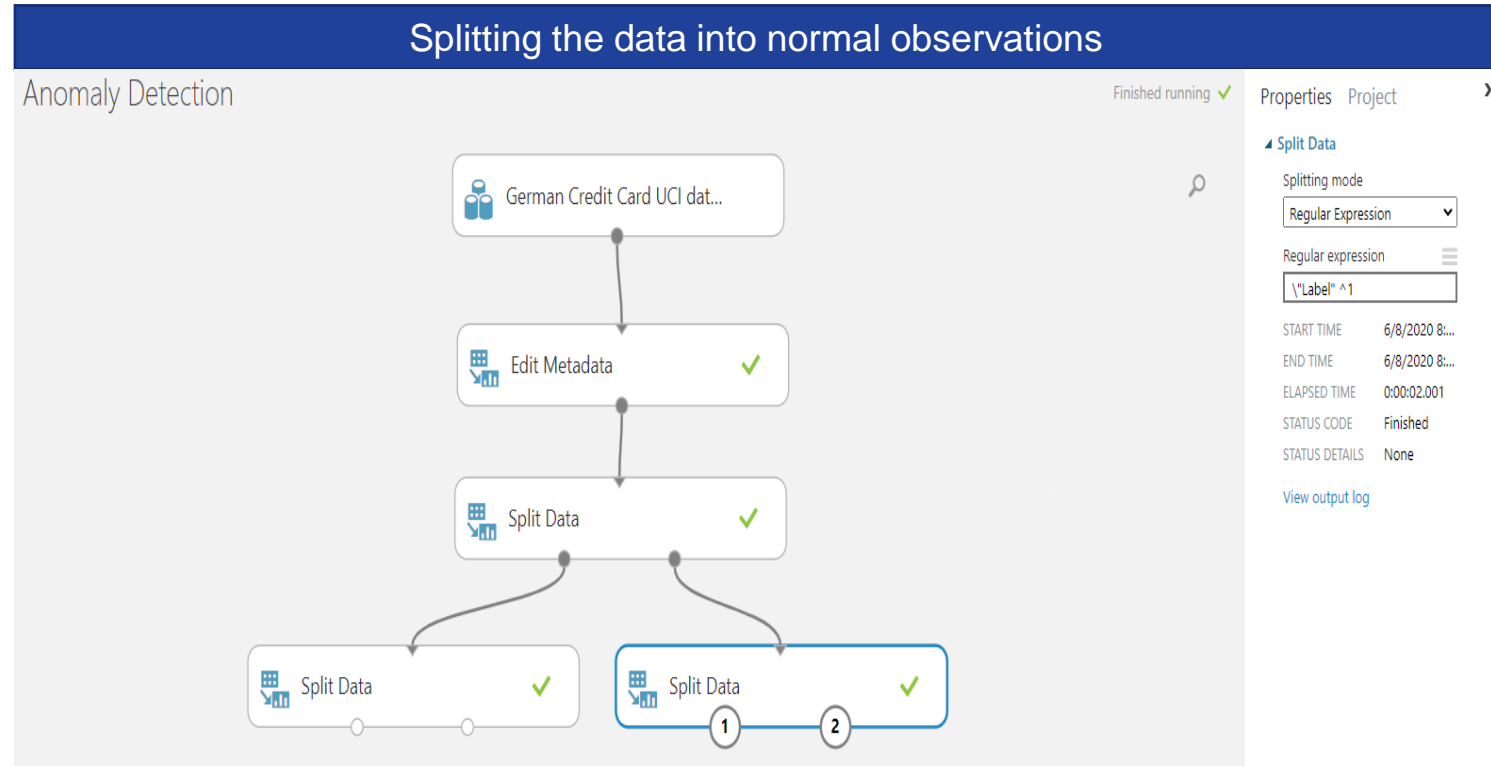 Splitting the data into normal observations
Anomaly Detection
Finished running
German Credit Card UCI dat...
Edit Metadata
Split Data
Split Data
Split Data
1
2
Properties Project
Split Data
Splitting mode
Regular Expression
Regular expression
\"Label" ^1
START TIME 6/8/2020 8:...
END TIME 6/8/2020 8:...
ELAPSED TIME 0:00:02.001
STATUS CODE Finished
STATUS DETAILS None
View output log